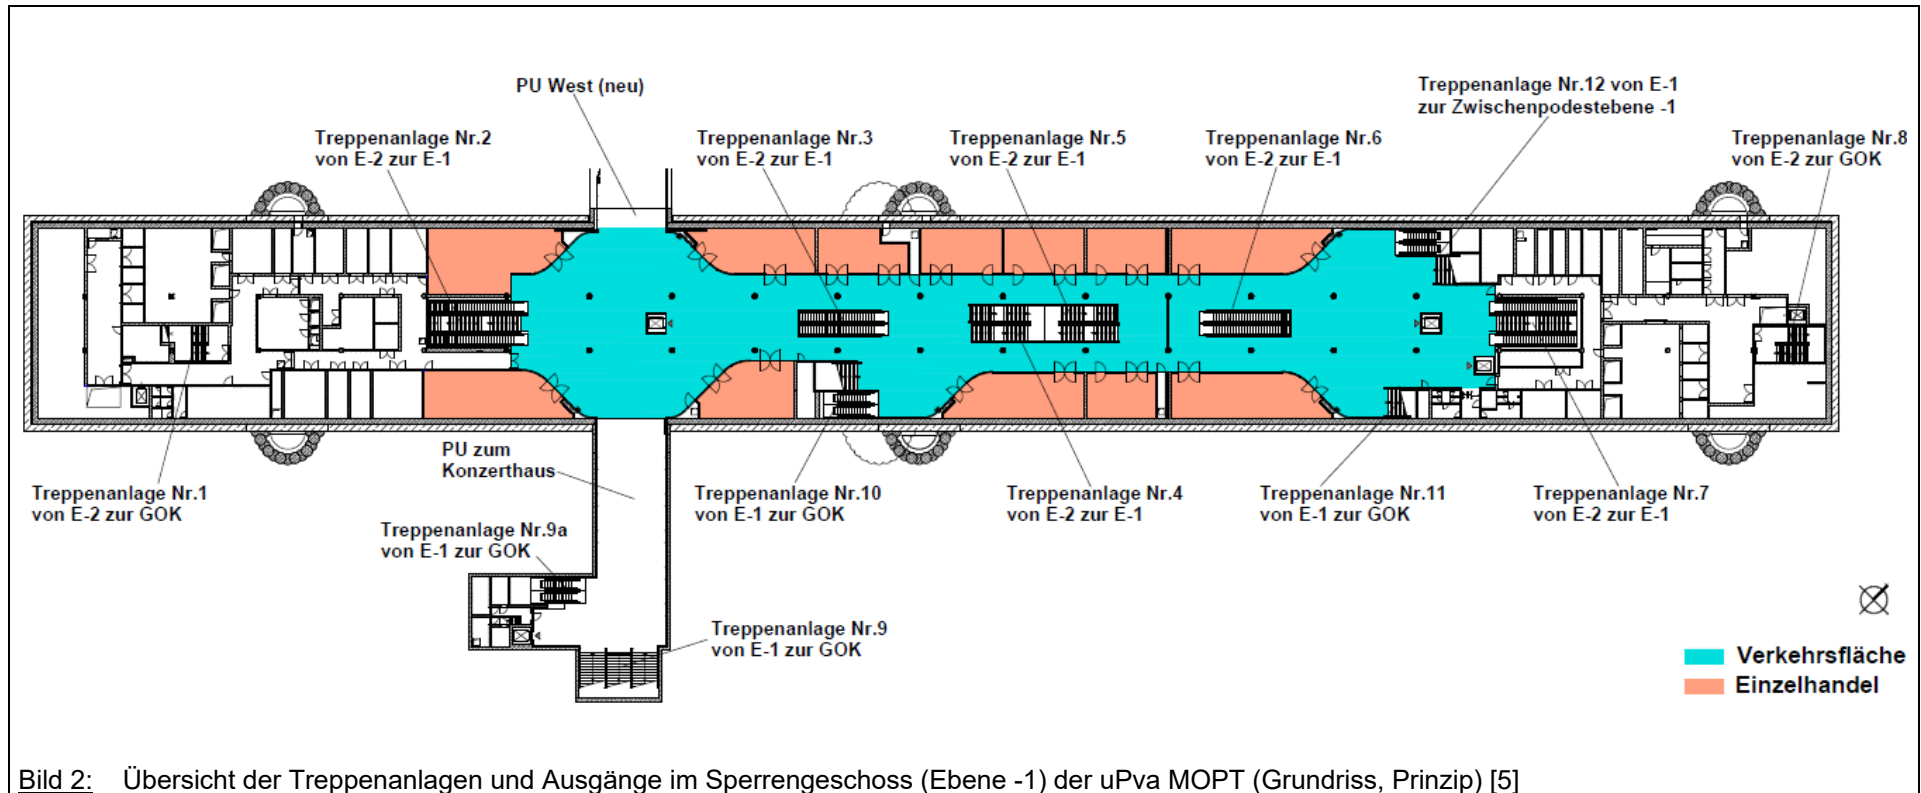 PU West (neu)
Treppenanlage Nr.12 von E-1
zur Zwischenpodestebene -1
Treppenanlage Nr.2
von E-2 zur E-1
Treppenanlage Nr.3
von E-2 zur E-1
Treppenanlage Nr.5
von E-2 zur E-1
Treppenanlage Nr.6
von E-2 zur E-1
Treppenanlage Nr.8
von E-2 zur GOK
PU zum
Konzerthaus
Treppenanlage Nr.1
von E-2 zur GOK
Treppenanlage Nr.10
von E-1 zur GOK
Treppenanlage Nr.4
von E-2 zur E-1
Treppenanlage Nr.11
von E-1 zur GOK
Treppenanlage Nr.7
von E-2 zur E-1
Treppenanlage Nr.9a
von E-1 zur GOK
Treppenanlage Nr.9
von E-1 zur GOK
Verkehrsfläche
Einzelhandel
Bild 2: Übersicht der Treppenanlagen und Ausgänge im Sperrengeschoss (Ebene -1) der uPva MOPT (Grundriss, Prinzip) [5]